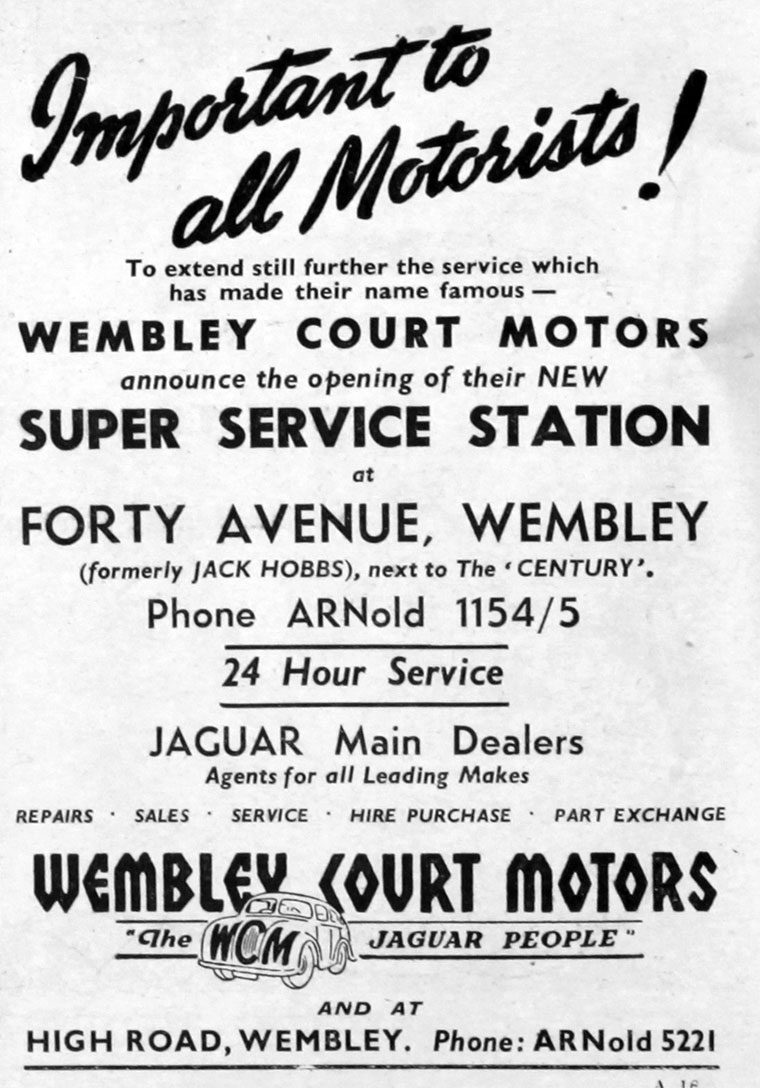 Important to
all Motorists!
To extend still further the service which
has made their name famous —
WEMBLEY COURT MOTORS
announce the opening of their NEW
SUPER SERVICE STATION
at
FORTY AVENUE, WEMBLEY
(formerly JACK HOBBS), next to The ‘CENTURY’.
Phone ARNold 1154/5
24 Hour Service
JAGUAR Main Dealers
Agents for all Leading Makes
REPAIRS · SALES · SERVICE · HIRE PURCHASE · PART EXCHANGE
WEMBLEY COURT MOTORS
"The WCM JAGUAR PEOPLE"
AND AT
HIGH ROAD, WEMBLEY. Phone: ARNold 5221